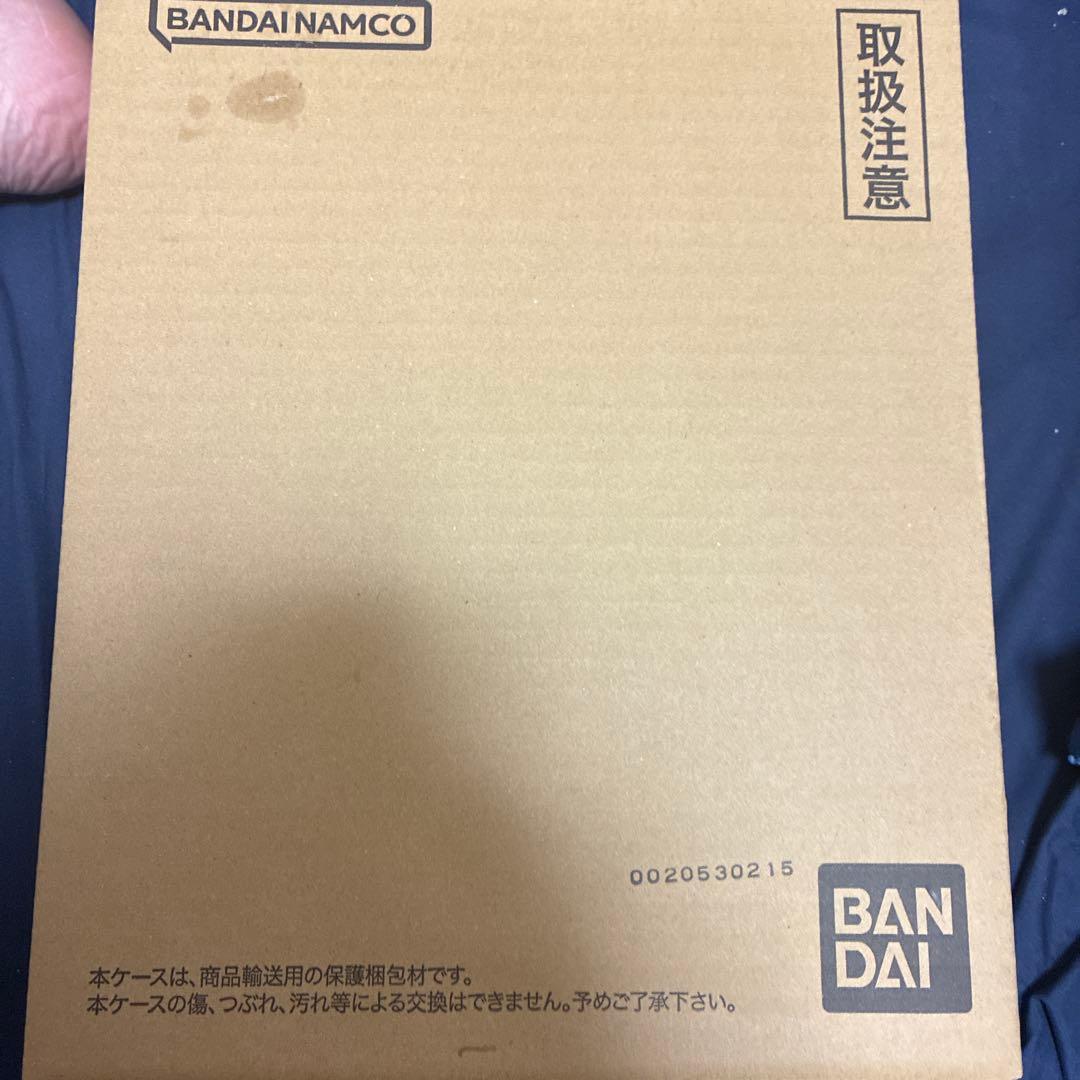 BANDAI NAMCO
取扱注意
0020530215
BAN
DAI
本ケースは、商品輸送用の保護梱包材です。
本ケースの傷、つぶれ、汚れ等による交換はできません。予めご了承下さい。